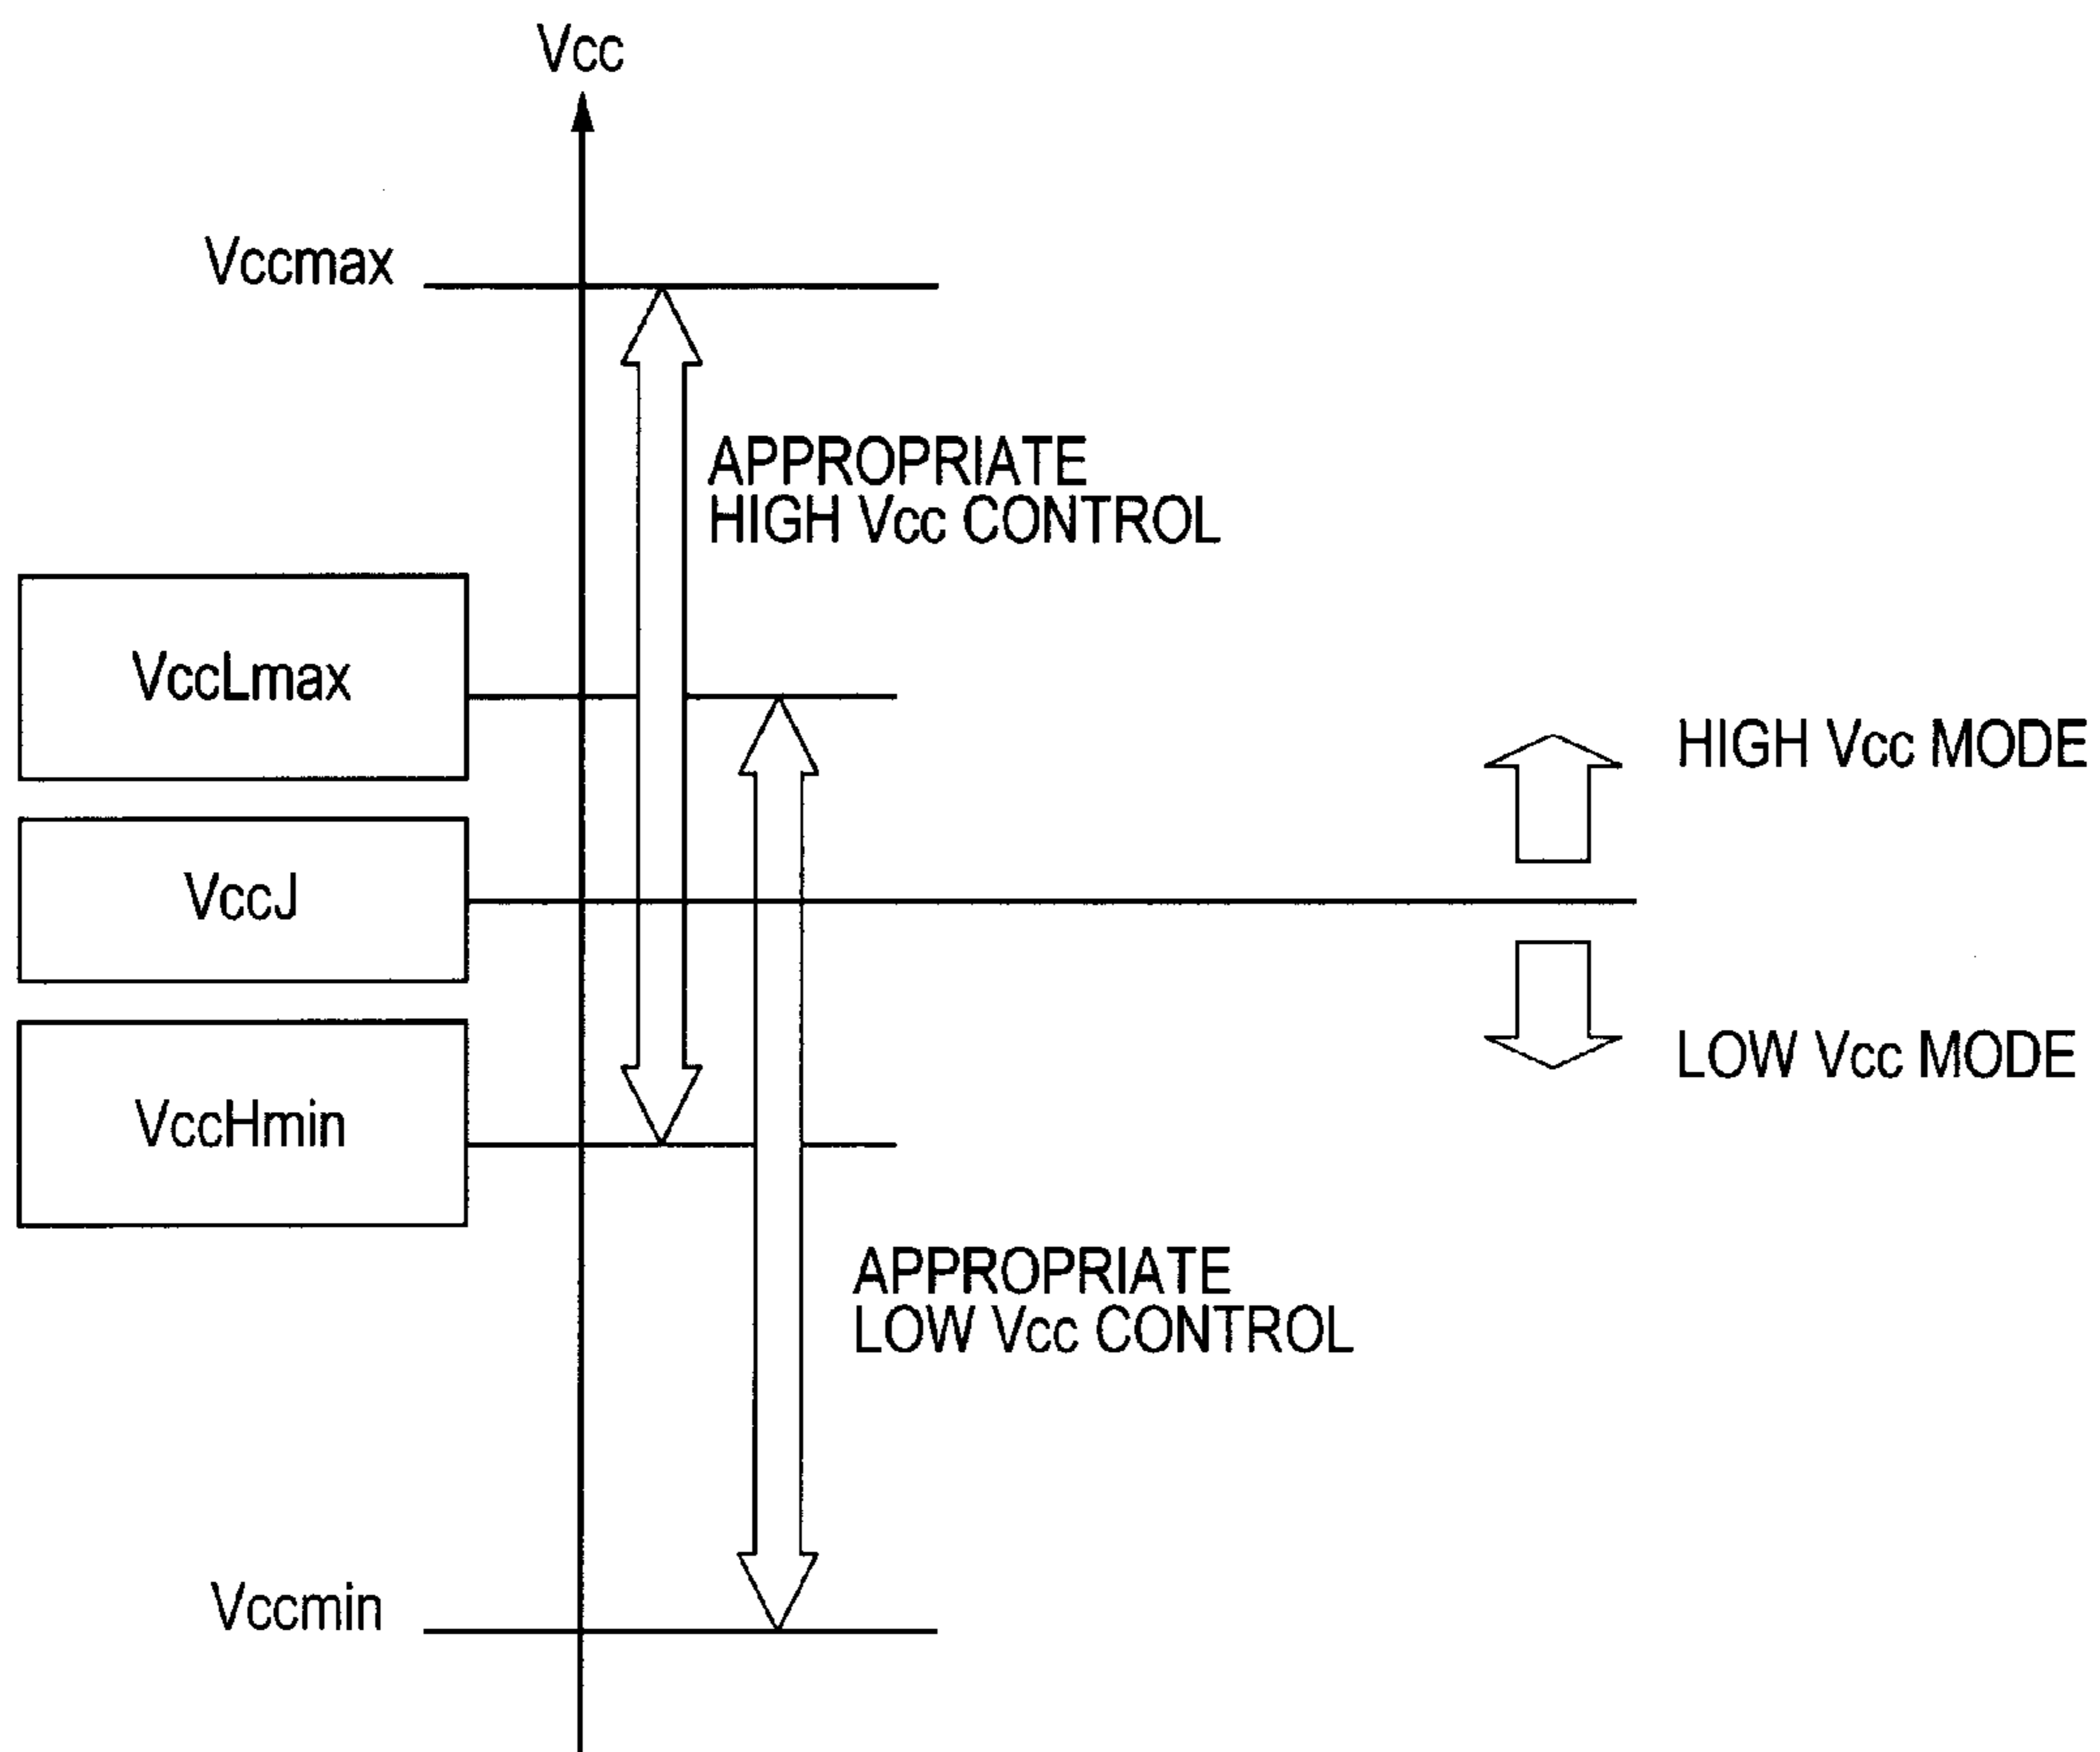 Vcc
Vccmax
APPROPRIATE
HIGH Vcc CONTROL
VccLmax
HIGH Vcc MODE
VccJ
LOW Vcc MODE
VccHmin
APPROPRIATE
LOW Vcc CONTROL
Vccmin